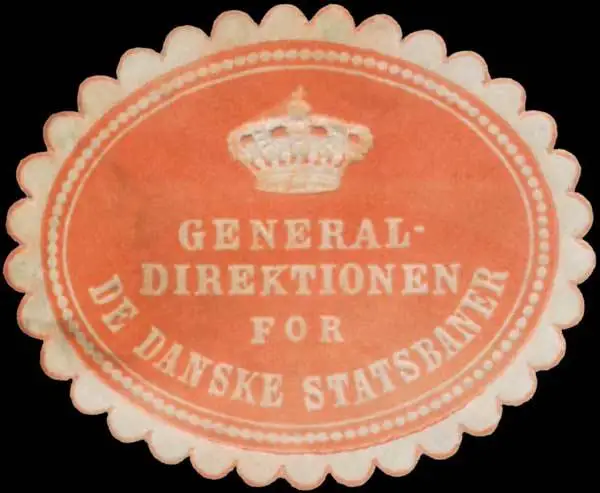 GENERAL-
DIREKTIONEN
FOR
DE DANSKE STATSBANER